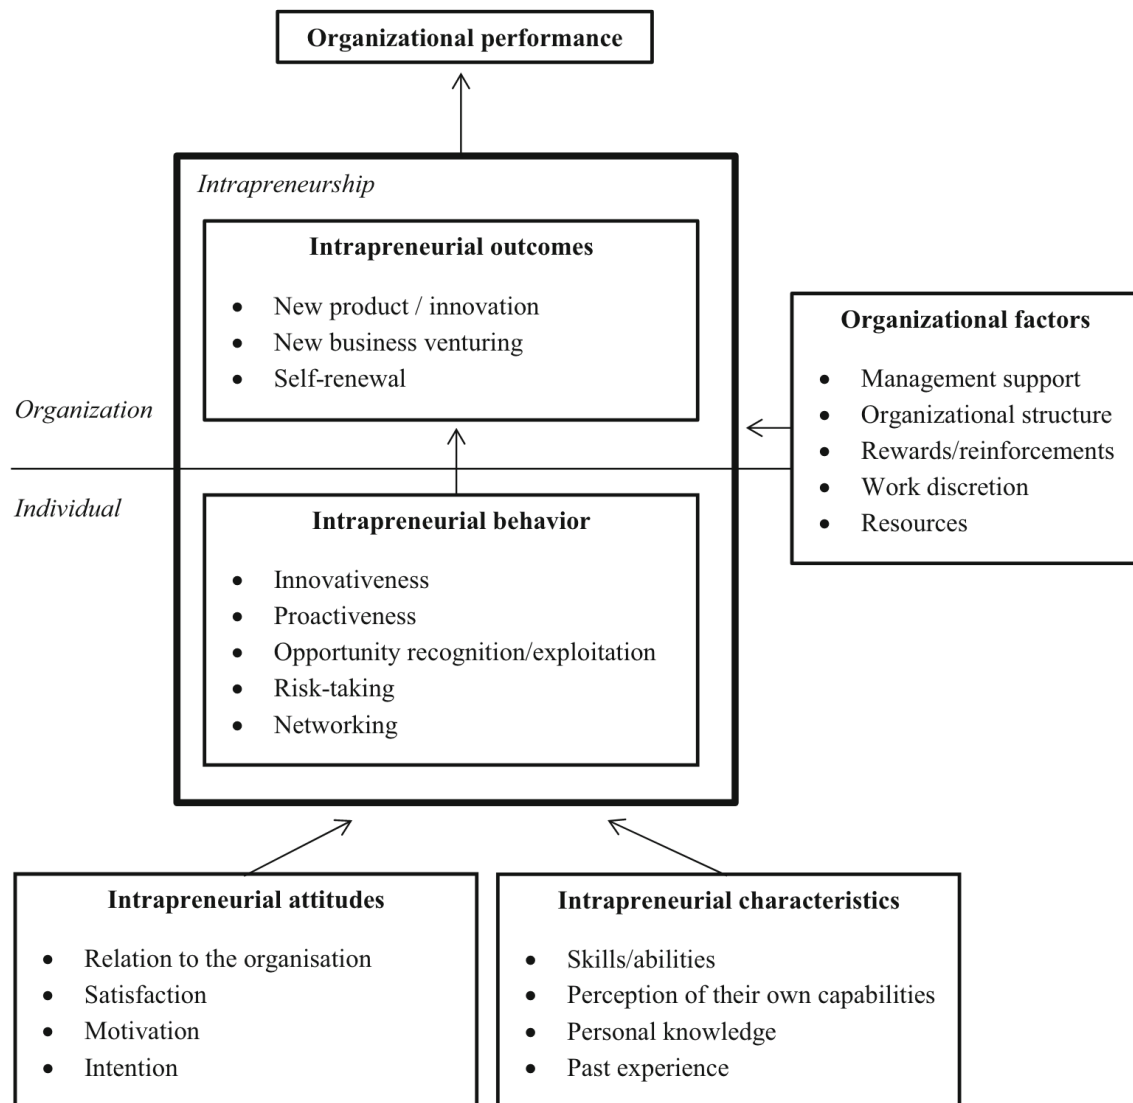 Organizational performance
Intrapreneurship
Intrapreneurial outcomes
• New product / innovation
• New business venturing
• Self-renewal
Organization
Individual
Organizational factors
• Management support
• Organizational structure
• Rewards/reinforcements
• Work discretion
• Resources
Intrapreneurial behavior
• Innovativeness
• Proactiveness
• Opportunity recognition/exploitation
• Risk-taking
• Networking
Intrapreneurial attitudes
• Relation to the organisation
• Satisfaction
• Motivation
• Intention
Intrapreneurial characteristics
• Skills/abilities
• Perception of their own capabilities
• Personal knowledge
• Past experience